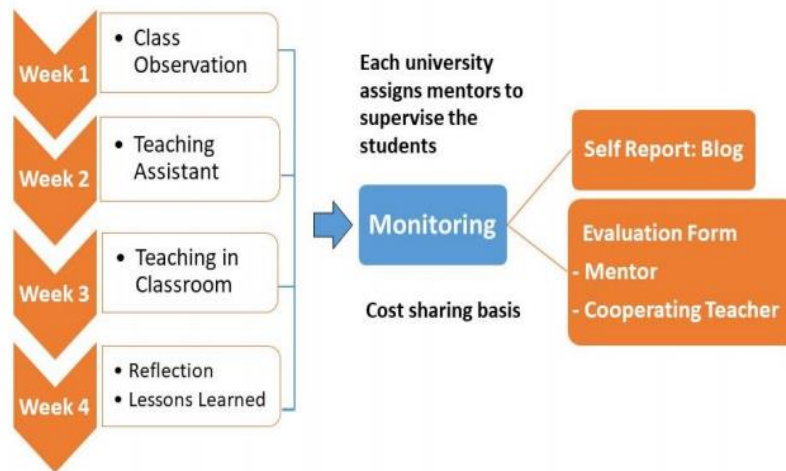 Week 1
• Class
Observation
Week 2
• Teaching
Assistant
Week 3
• Teaching in
Classroom
Week 4
• Reflection
• Lessons Learned
Each university
assigns mentors to
supervise the
students
Monitoring
Cost sharing basis
Self Report: Blog
Evaluation Form
- Mentor
- Cooperating Teacher